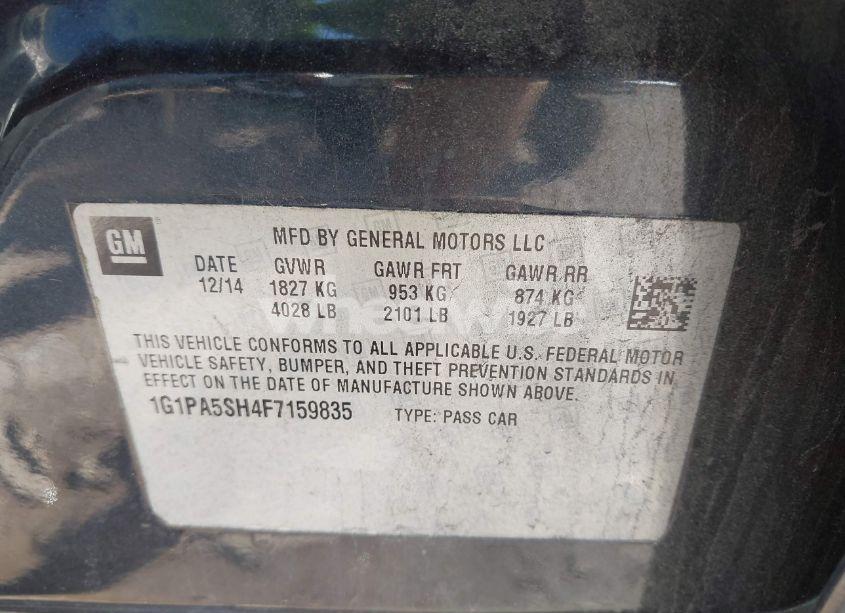 GM
MFD BY GENERAL MOTORS LLC
DATE GVWR GAWR FRT GAWR RR
12/14 1827 KG 953 KG 874 KG
4028 LB 2101 LB 1927 LB
THIS VEHICLE CONFORMS TO ALL APPLICABLE U.S. FEDERAL MOTOR
VEHICLE SAFETY, BUMPER, AND THEFT PREVENTION STANDARDS IN
EFFECT ON THE DATE OF MANUFACTURE SHOWN ABOVE.
1G1PA5SH4F7159835 TYPE: PASS CAR